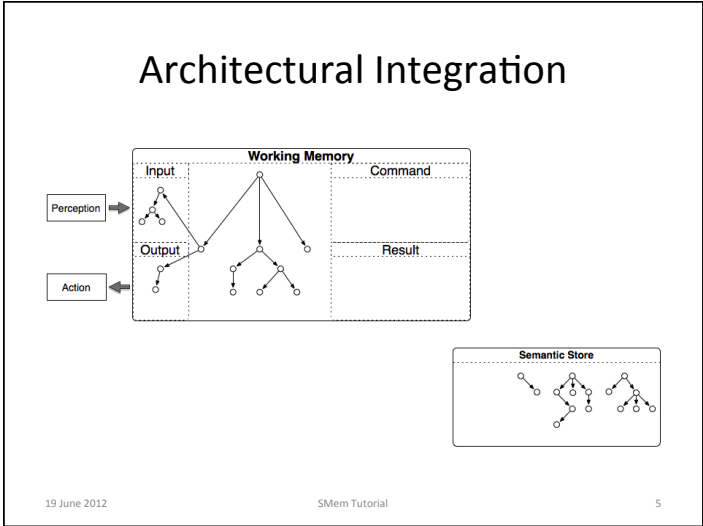 Architectural Integration
Working Memory
Input
Command
Perception
Output
Result
Action
Semantic Store
19 June 2012
SMem Tutorial
5